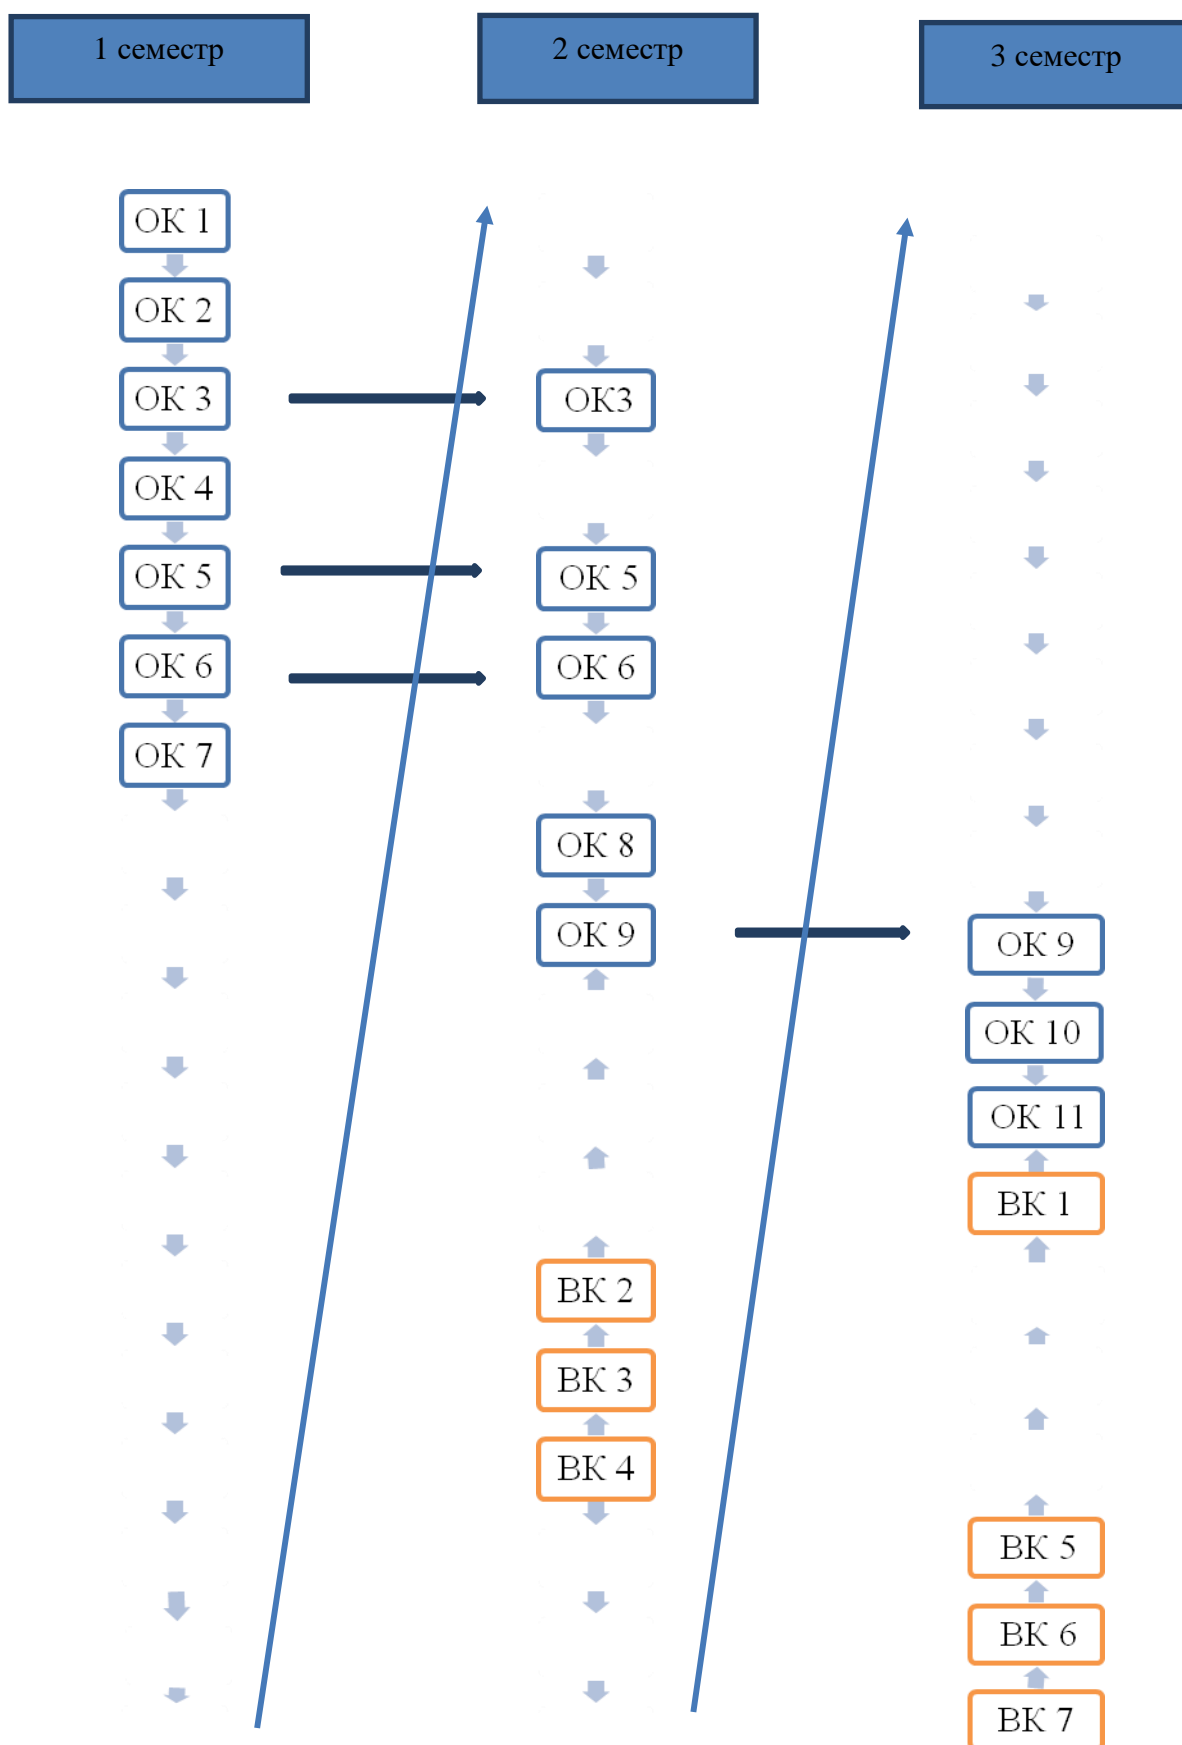 1 семестр
2 семестр
3 семестр
ОК 1
ОК 2
ОК 3
ОК 4
ОК 5
ОК 6
ОК 7
ОК3
ОК 5
ОК 6
ОК 8
ОК 9
ВК 2
ВК 3
ВК 4
ОК 9
ОК 10
ОК 11
ВК 1
ВК 5
ВК 6
ВК 7